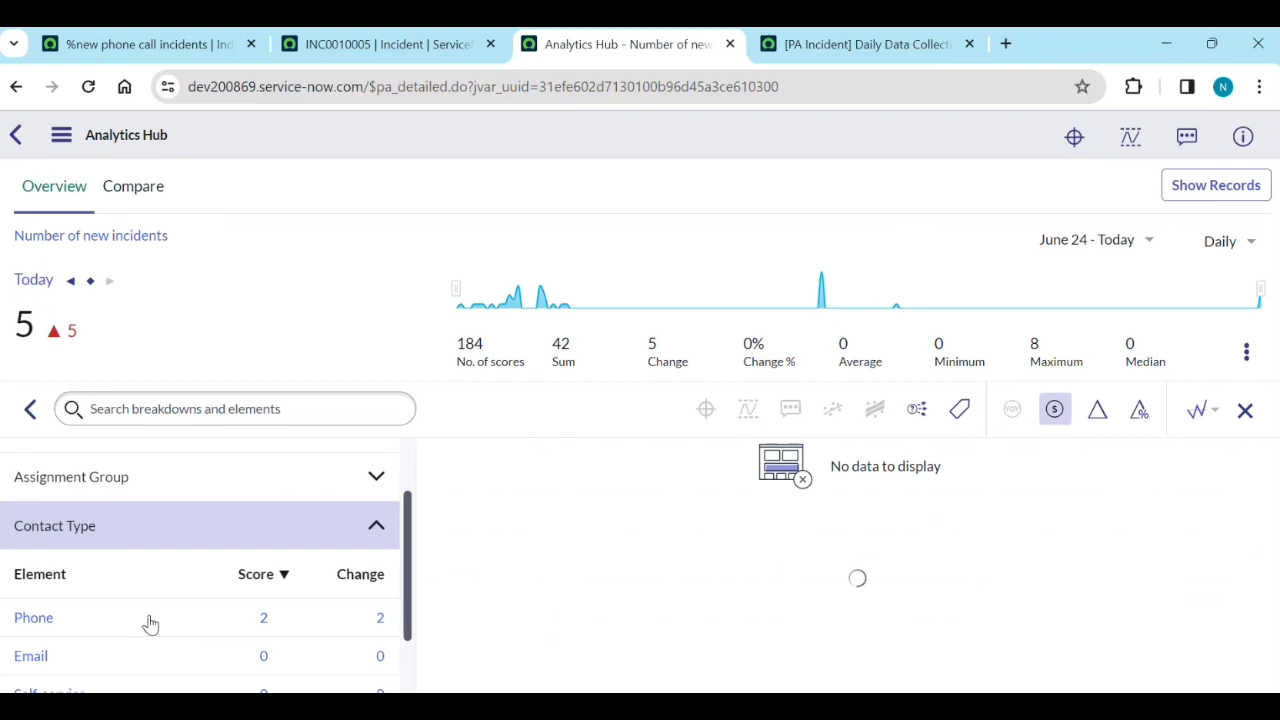 %new phone call incidents | Ind
INC0010005 | Incident | Service
Analytics Hub - Number of new
[PA Incident] Daily Data Collect
dev200869.service-now.com/$pa_detailed.do?jvar_uuid=31efe602d7130100b96d45a3ce610300
N
Analytics Hub
Overview Compare
Show Records
Number of new incidents
June 24 - Today
Daily
Today
5 ▲ 5
184 42 5 0% 0 0 8 0
No. of scores Sum Change Change % Average Minimum Maximum Median
Search breakdowns and elements
YOY S %
Assignment Group
No data to display
Contact Type
Element Score ▼ Change
Phone 2 2
Email 0 0